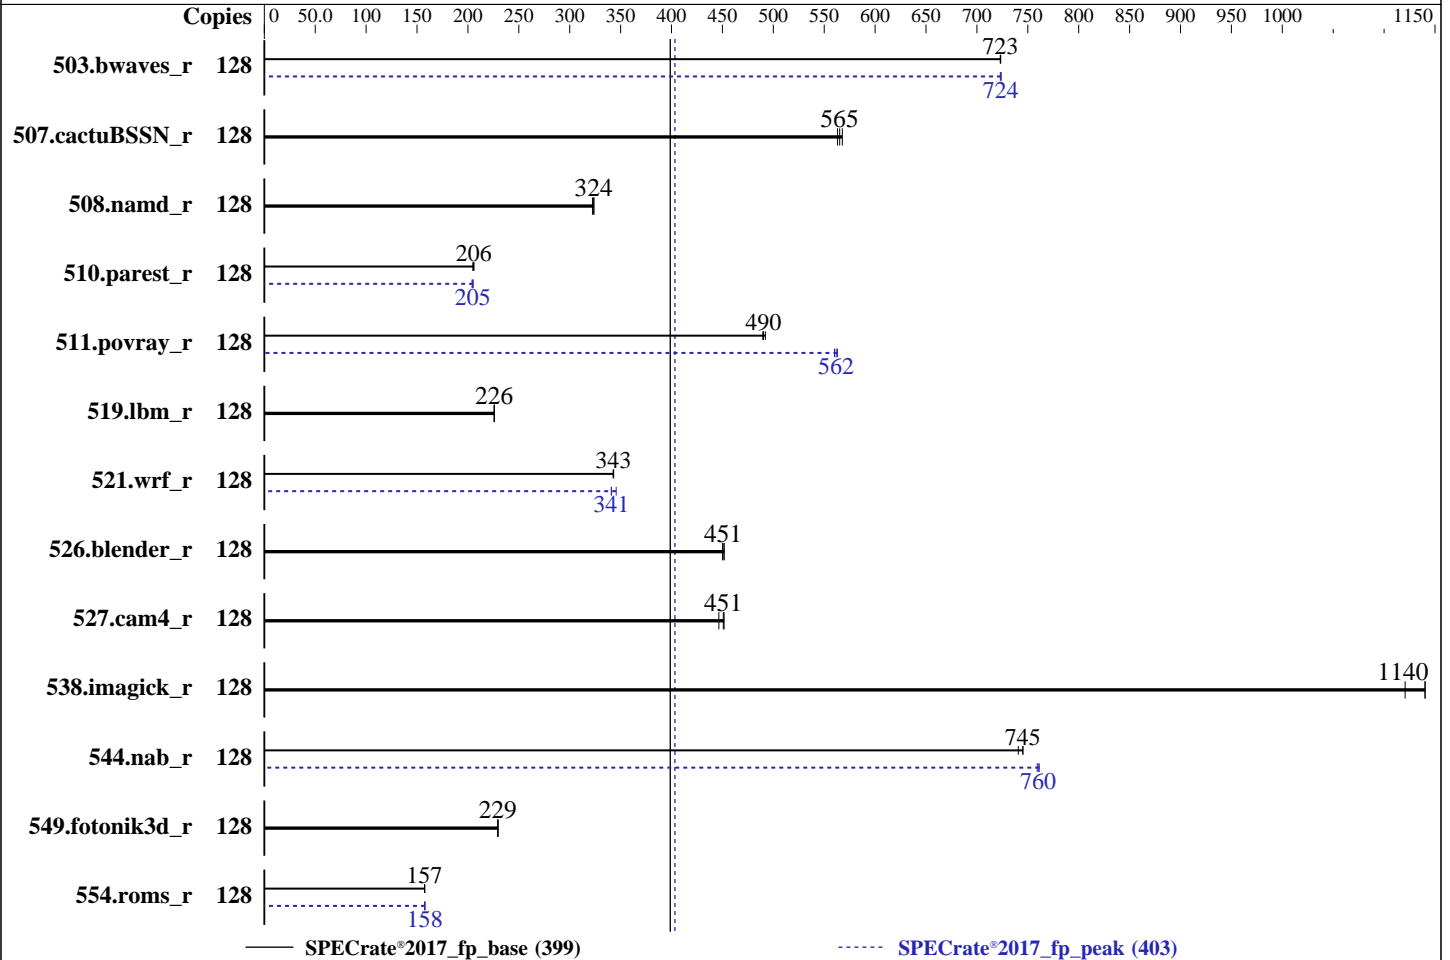 Copies 0 50.0 100 150 200 250 300 350 400 450 500 550 600 650 700 750 800 850 900 950 1000 1150
503.bwaves_r 128 723
724
507.cactuBSSN_r 128 565
508.namd_r 128 324
510.parest_r 128 206
205
511.povray_r 128 490
562
519.lbm_r 128 226
521.wrf_r 128 343
341
526.blender_r 128 451
527.cam4_r 128 451
538.imagick_r 128 1140
544.nab_r 128 745
760
549.fotonik3d_r 128 229
554.roms_r 128 157
158
SPECrate®2017_fp_base (399) SPECrate®2017_fp_peak (403)